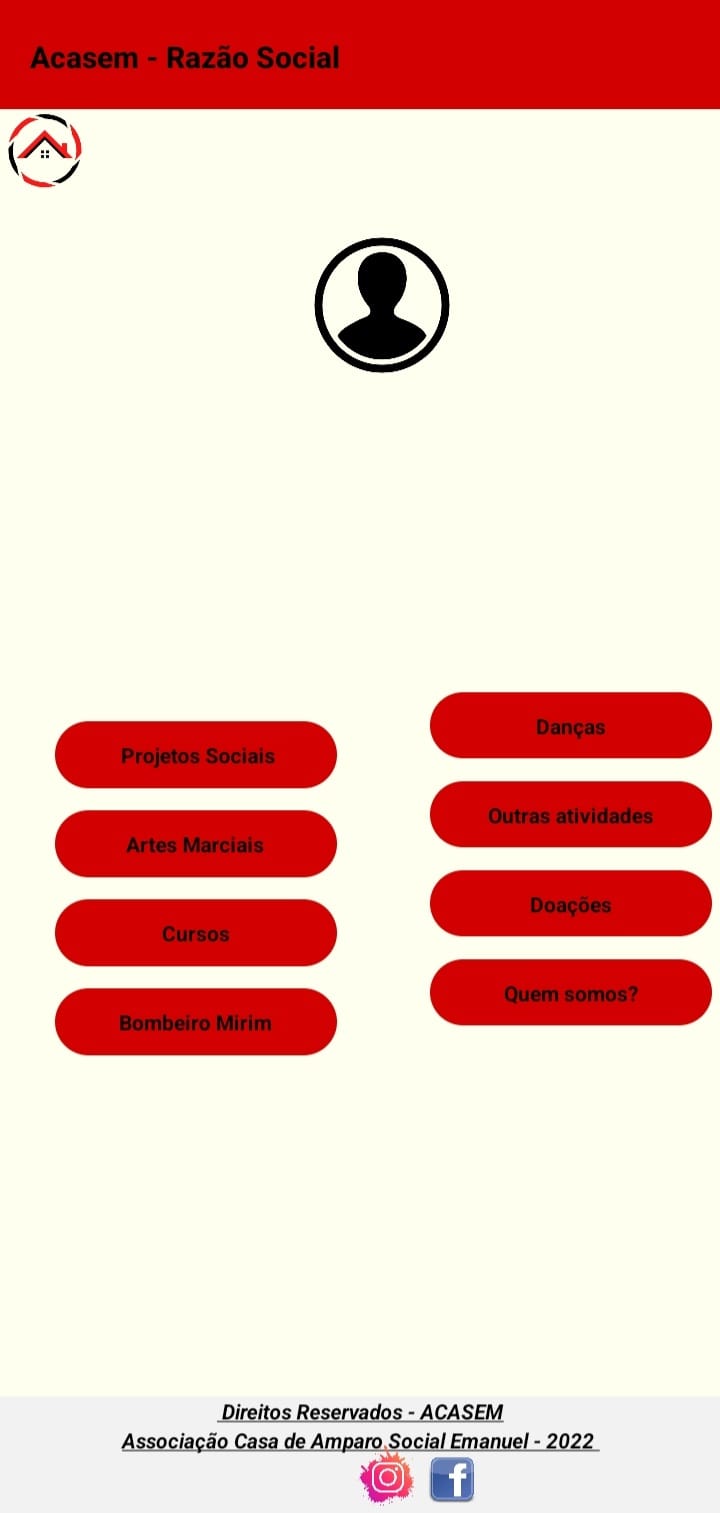 Acasem - Razão Social
Projetos Sociais
Artes Marciais
Cursos
Bombeiro Mirim
Danças
Outras atividades
Doações
Quem somos?
Direitos Reservados - ACASEM
Associação Casa de Amparo Social Emanuel - 2022